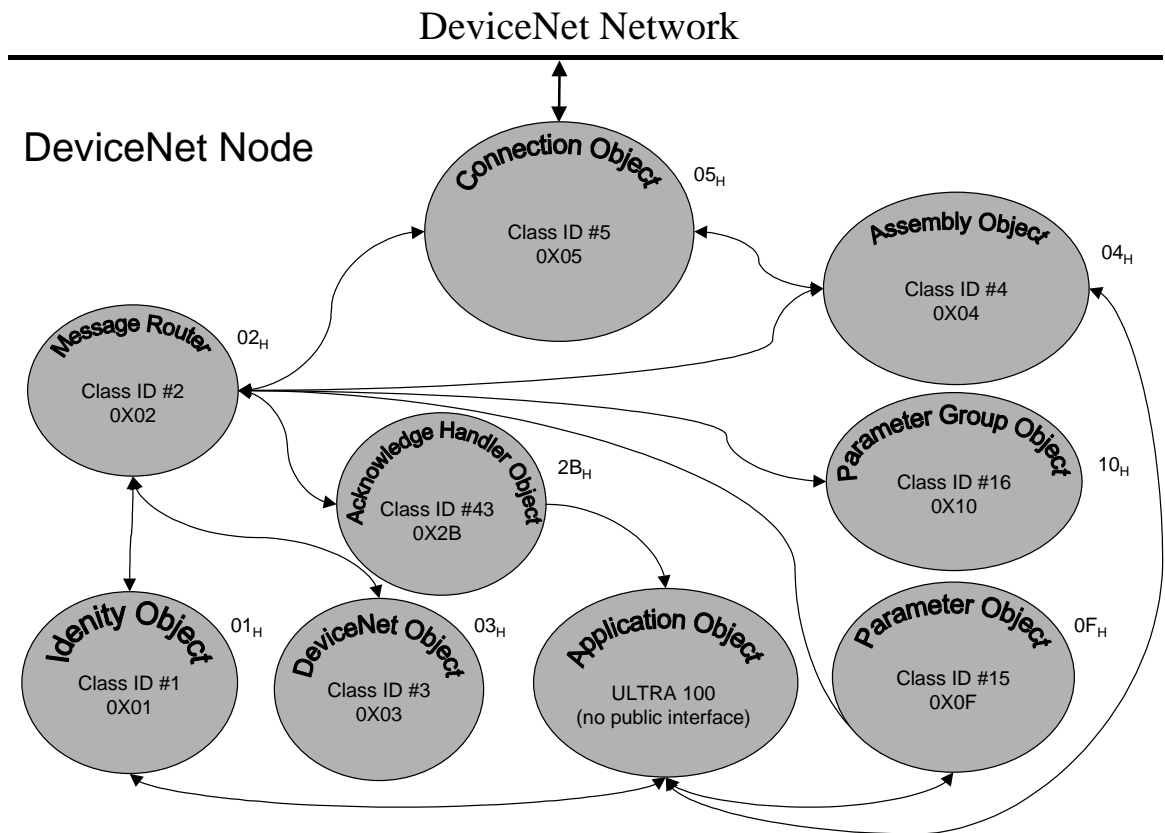 DeviceNet Network
DeviceNet Node
Connection Object
05H
Class ID #5
0X05
Assembly Object
04H
Class ID #4
0X04
Message Router
02H
Class ID #2
0X02
Acknowledge Handler Object
2BH
Class ID #43
0X2B
Parameter Group Object
10H
Class ID #16
0X10
Idenity Object
01H
Class ID #1
0X01
DeviceNet Object
03H
Class ID #3
0X03
Application Object
ULTRA 100
(no public interface)
Parameter Object
0FH
Class ID #15
0X0F